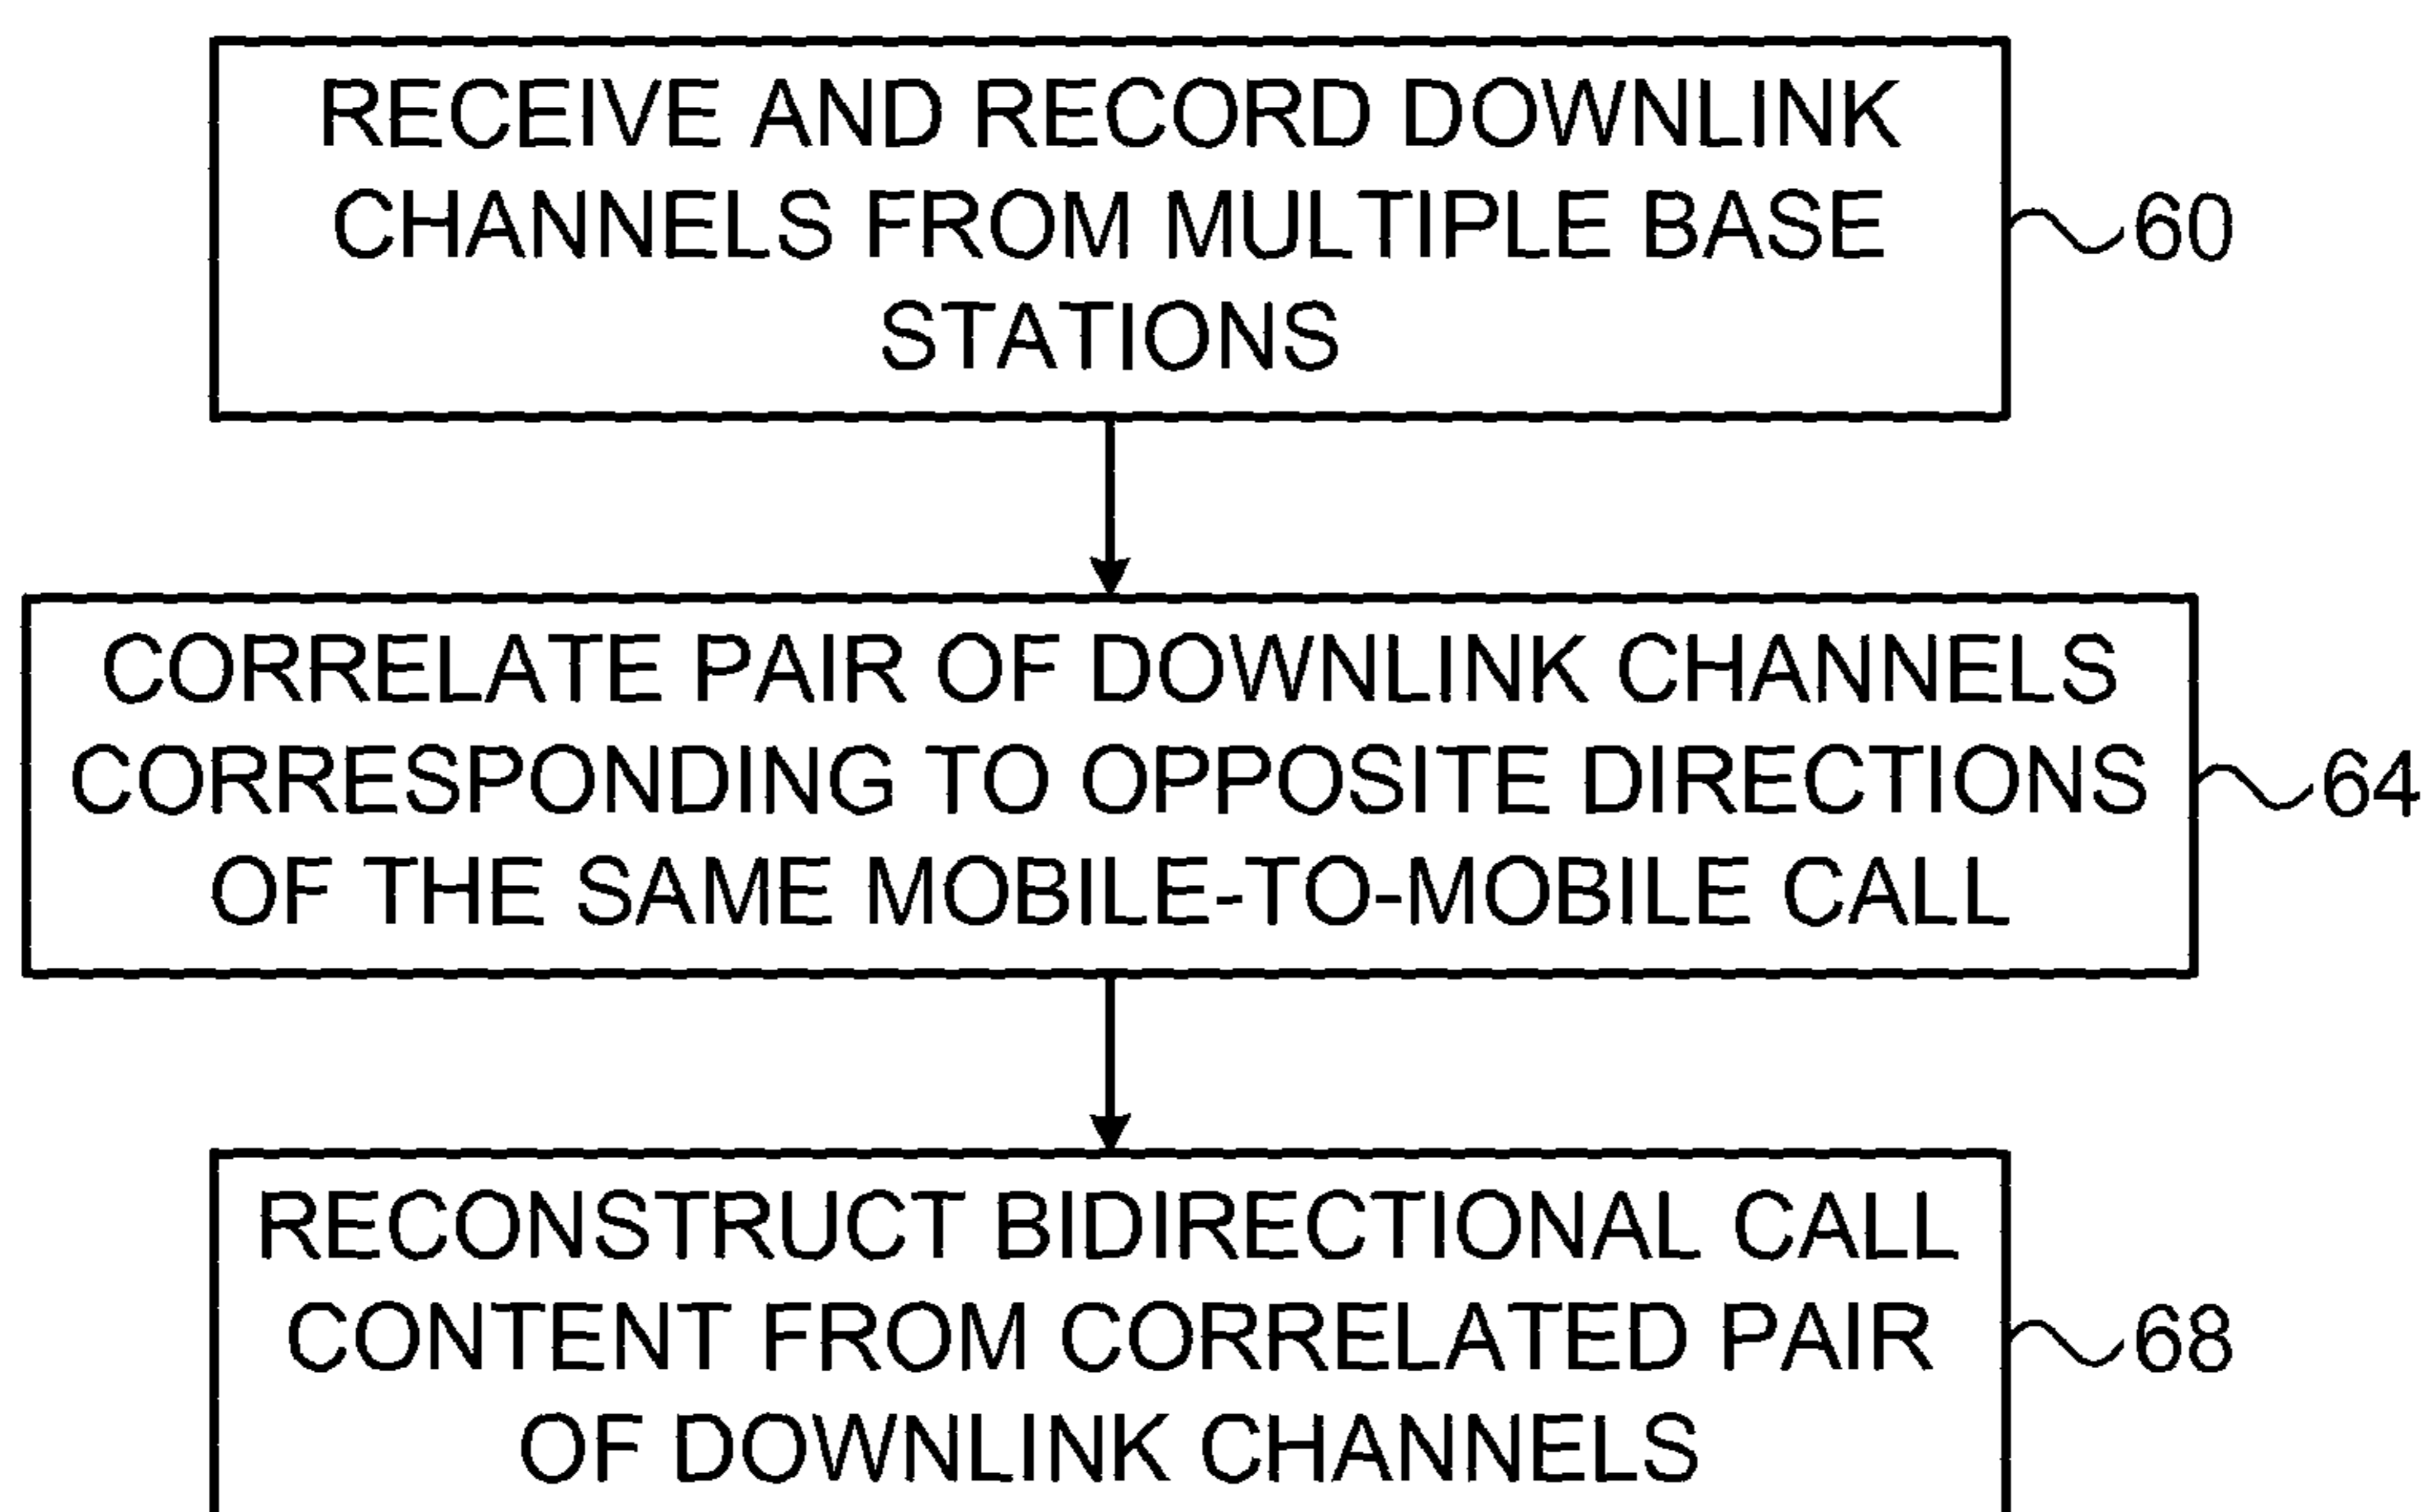 RECEIVE AND RECORD DOWNLINK
CHANNELS FROM MULTIPLE BASE
STATIONS
60
CORRELATE PAIR OF DOWNLINK CHANNELS
CORRESPONDING TO OPPOSITE DIRECTIONS
OF THE SAME MOBILE-TO-MOBILE CALL
64
RECONSTRUCT BIDIRECTIONAL CALL
CONTENT FROM CORRELATED PAIR
OF DOWNLINK CHANNELS
68